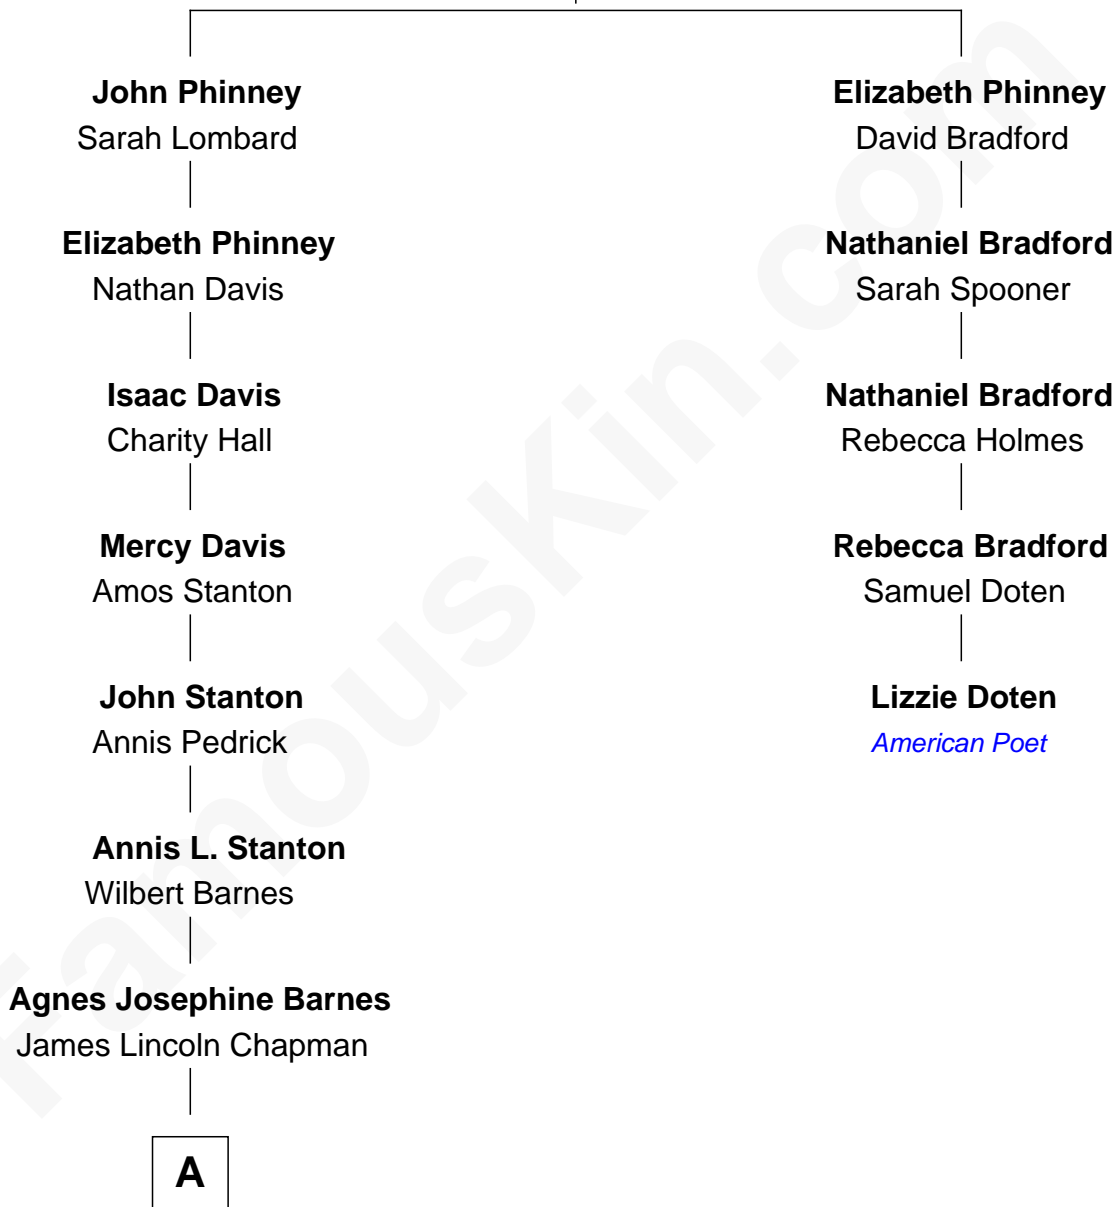 John Phinney
Sarah Lombard
Elizabeth Phinney
Nathan Davis
Isaac Davis
Charity Hall
Mercy Davis
Amos Stanton
John Stanton
Annis Pedrick
Annis L. Stanton
Wilbert Barnes
Agnes Josephine Barnes
James Lincoln Chapman
A
Elizabeth Phinney
David Bradford
Nathaniel Bradford
Sarah Spooner
Nathaniel Bradford
Rebecca Holmes
Rebecca Bradford
Samuel Doten
Lizzie Doten
American Poet
FamousKin.com